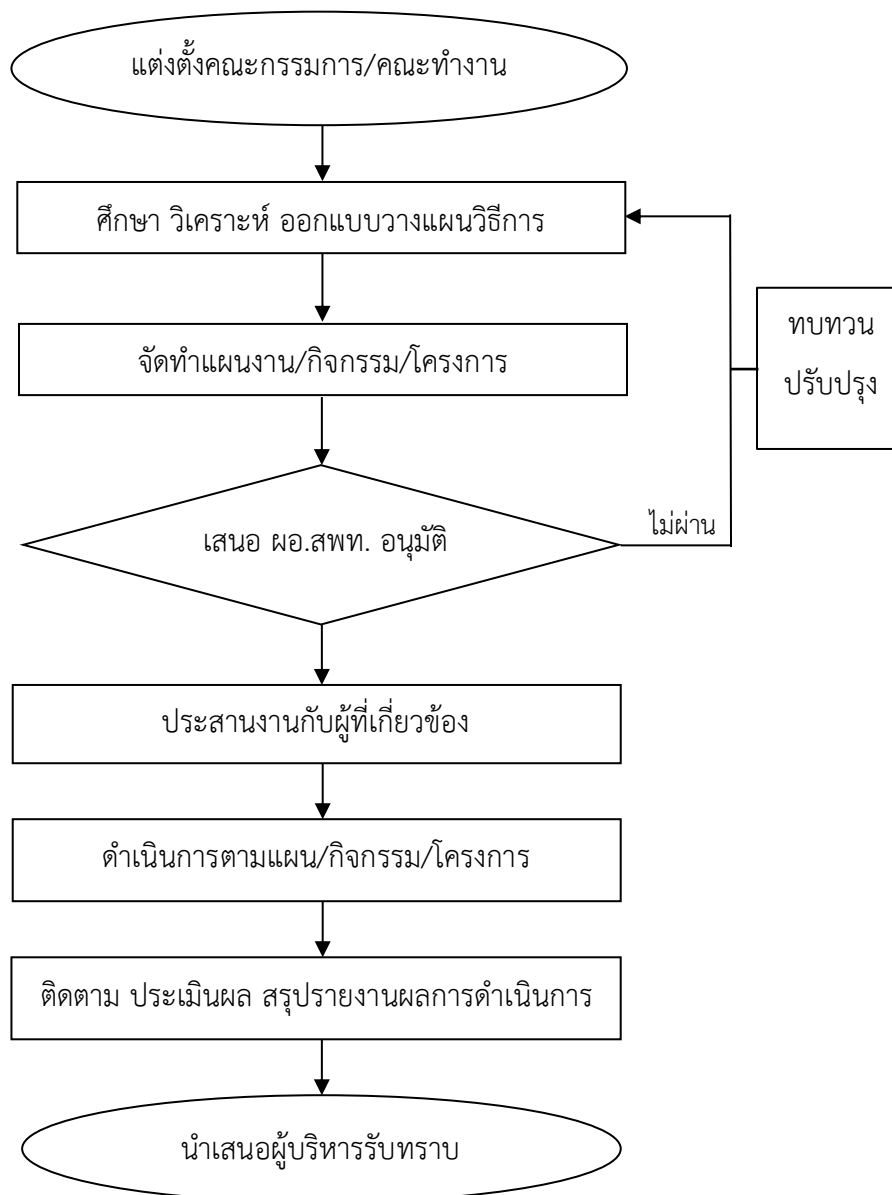 แต่งตั้งคณะกรรมการ/คณะทำงาน
ศึกษา วิเคราะห์ ออกแบบวางแผนวิธีการ
จัดทำแผนงาน/กิจกรรม/โครงการ
ทบทวน
ปรับปรุง
เสนอ ผอ.สพท. อนุมัติ
ไม่ผ่าน
ประสานงานกับผู้ที่เกี่ยวข้อง
ดำเนินการตามแผน/กิจกรรม/โครงการ
ติดตาม ประเมินผล สรุปรายงานผลการดำเนินการ
นำเสนอผู้บริหารรับทราบ